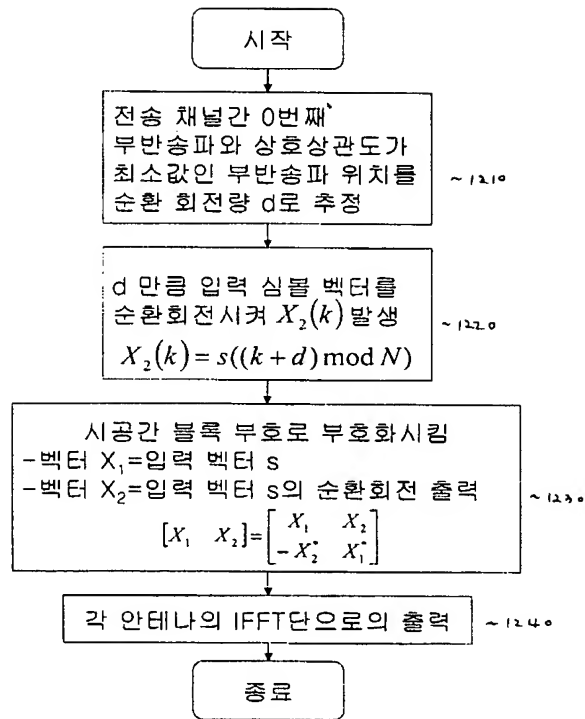 시작
전송 채널간 0번째
부반송파와 상호상관도가
최소값인 부반송파 위치를
순환 회전량 d로 추정
~1210
d 만큼 입력 심볼 벡터를
순환회전시켜 X₂(k) 발생
X₂(k) = s((k + d) mod N)
~1220
시공간 블록 부호로 부호화시킴
-벡터 X₁=입력 벡터 s
-벡터 X₂=입력 벡터 s의 순환회전 출력
[X₁ X₂]=[X₁ X₂
-X₂* X₁*]
~1230
각 안테나의 IFFT단으로의 출력
~1240
종료